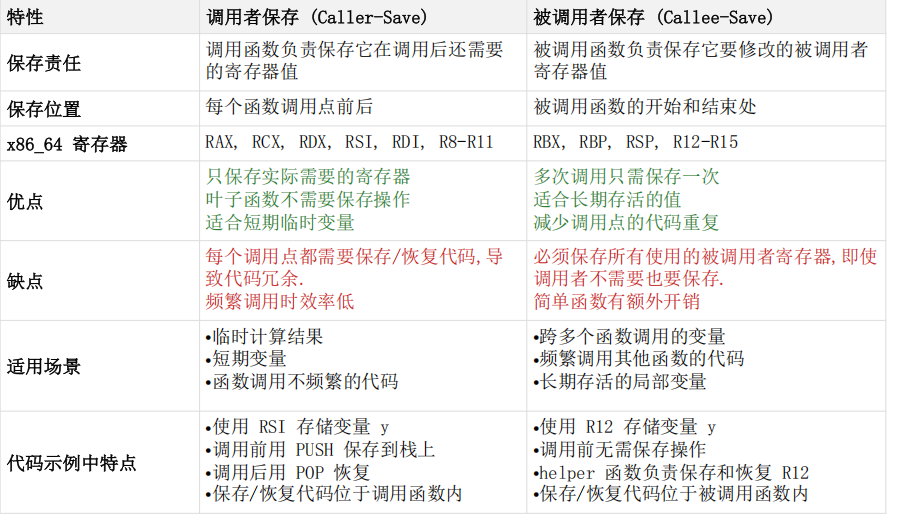 特性
调用者保存 (Caller-Save)
被调用者保存 (Callee-Save)
保存责任
调用函数负责保存它在调用后还需要
的寄存器值
被调用函数负责保存它要修改的被调用者
寄存器值
保存位置
每个函数调用点前后
被调用函数的开始和结束处
x86_64 寄存器
RAX, RCX, RDX, RSI, RDI, R8-R11
RBX, RBP, RSP, R12-R15
优点
只保存实际需要的寄存器
叶子函数不需要保存操作
适合短期临时变量
多次调用只需保存一次
适合长期存活的值
减少调用点的代码重复
缺点
每个调用点都需要保存/恢复代码,导
致代码冗余.
频繁调用时效率低
必须保存所有使用的被调用者寄存器,即使
调用者不需要也要保存.
简单函数有额外开销
适用场景
•临时计算结果
•短期变量
•函数调用不频繁的代码
•跨多个函数调用的变量
•频繁调用其他函数的代码
•长期存活的局部变量
代码示例中特点
•使用 RSI 存储变量 y
•调用前用 PUSH 保存到栈上
•调用后用 POP 恢复
•保存/恢复代码位于调用函数内
•使用 R12 存储变量 y
•调用前无需保存操作
•helper 函数负责保存和恢复 R12
•保存/恢复代码位于被调用函数内